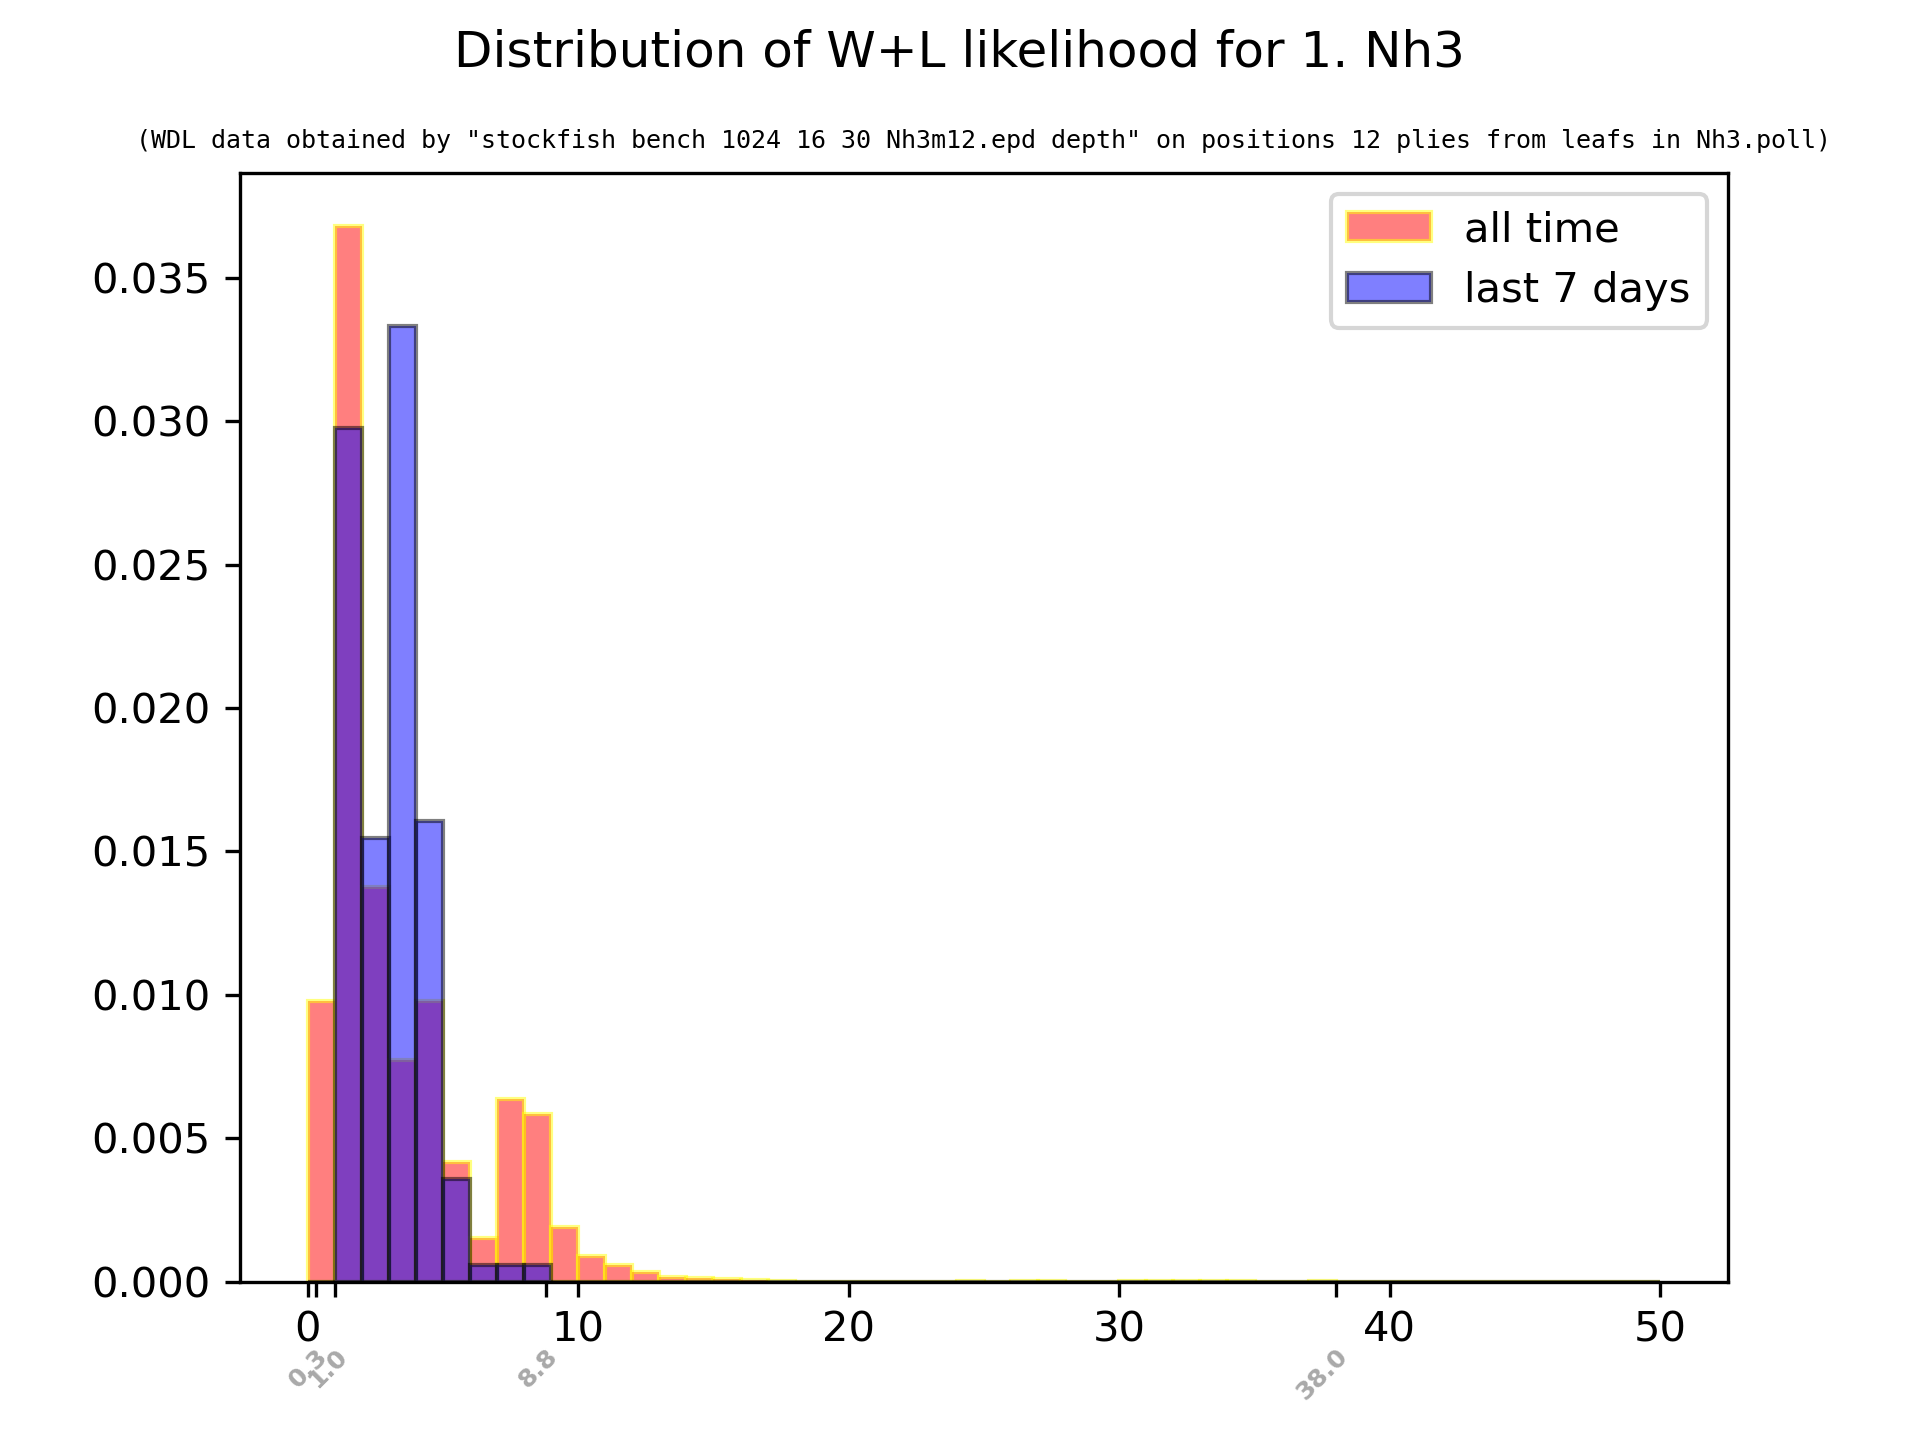 Distribution of W+L likelihood for 1. Nh3
(WDL data obtained by "stockfish bench 1024 16 30 Nh3m12.epd depth" on positions 12 plies from leafs in Nh3.poll)
all time
last 7 days
0.035
0.030
0.025
0.020
0.015
0.010
0.005
0.000
0 10 20 30 40 50
0.3 1.0 8.8 38.0